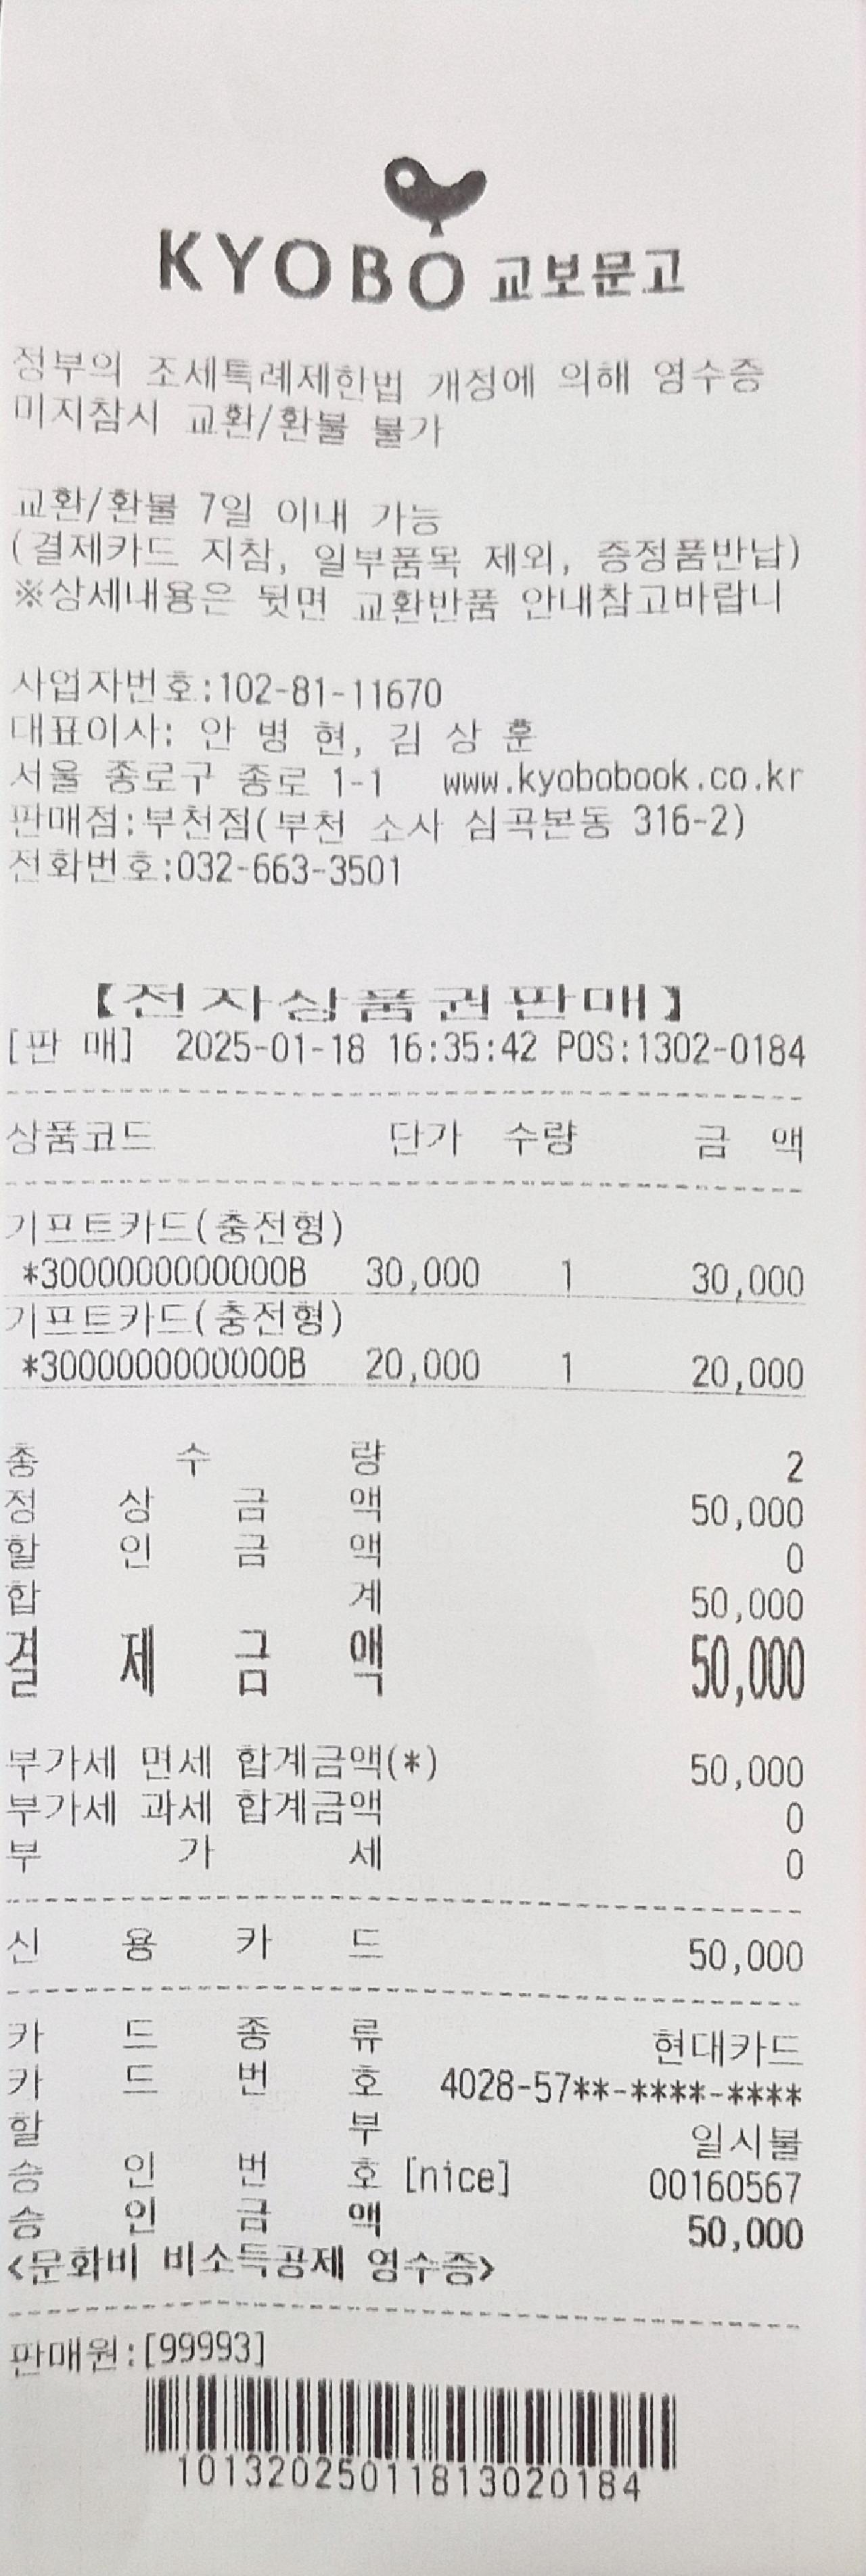 KYOBO 교보문고
정부의 조세특례제한법 개정에 의해 영수증
미지참시 교환/환불 불가
교환/환불 7일 이내 가능
(결제카드 지참, 일부품목 제외, 증정품반납)
※상세내용은 뒷면 교환반품 안내참고바랍니
사업자번호:102-81-11670
대표이사: 안 병 현, 김 상 훈
서울 종로구 종로 1-1 www.kyobobook.co.kr
판매점:부천점(부천 소사 심곡본동 316-2)
전화번호:032-663-3501
【전자상품권판매】
[판 매] 2025-01-18 16:35:42 POS:1302-0184
상품코드 단가 수량 금 액
기프트카드(충전형)
*3000000000000B 30,000 1 30,000
기프트카드(충전형)
*3000000000000B 20,000 1 20,000
총 수 량 2
정 상 금 액 50,000
할 인 금 액 0
합 계 50,000
결 제 금 액 50,000
부가세 면세 합계금액(*) 50,000
부가세 과세 합계금액 0
부 가 세 0
신 용 카 드 50,000
카 드 종 류 현대카드
카 드 번 호 4028-57**-****-****
할 부 일시불
승 인 번 호 [nice] 00160567
승 인 금 액 50,000
<문화비 비소득공제 영수증>
판매원:[99993]
10132025011813020184